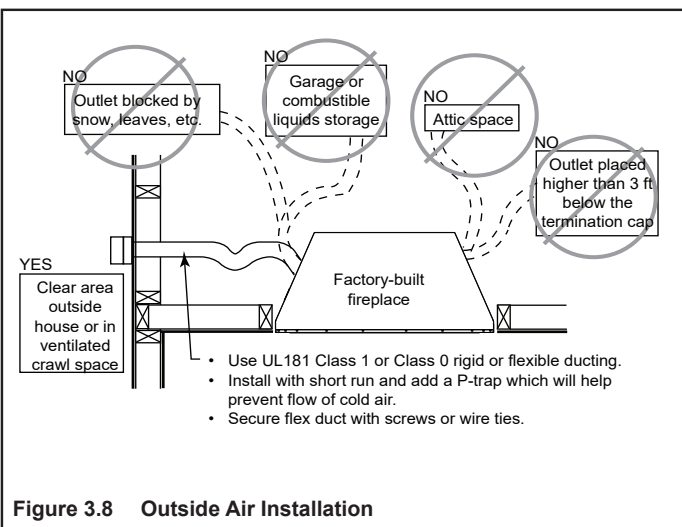 NO
Outlet blocked by
snow, leaves, etc.
NO
Garage or
combustible
liquids storage
NO
Attic space
NO
Outlet placed
higher than 3 ft
below the
termination cap
YES
Clear area
outside
house or in
ventilated
crawl space
Factory-built
fireplace
• Use UL181 Class 1 or Class 0 rigid or flexible ducting.
• Install with short run and add a P-trap which will help
prevent flow of cold air.
• Secure flex duct with screws or wire ties.
Figure 3.8 Outside Air Installation